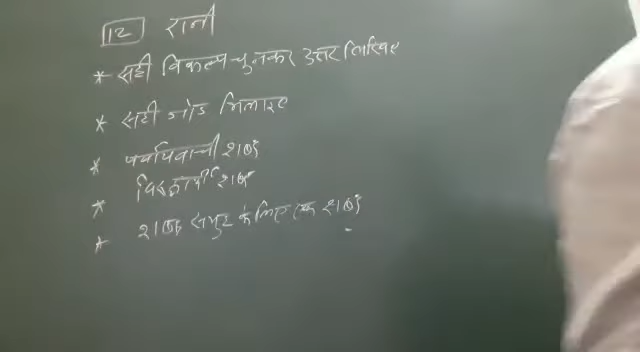 12 रानी
* सही विकल्प चुनकर उत्तर लिखिए
* सही जोड मिलाइए
* पर्यायवाची शब्द
* विरुद्धार्थी शब्द
* शब्द समुह के लिए एक शब्द